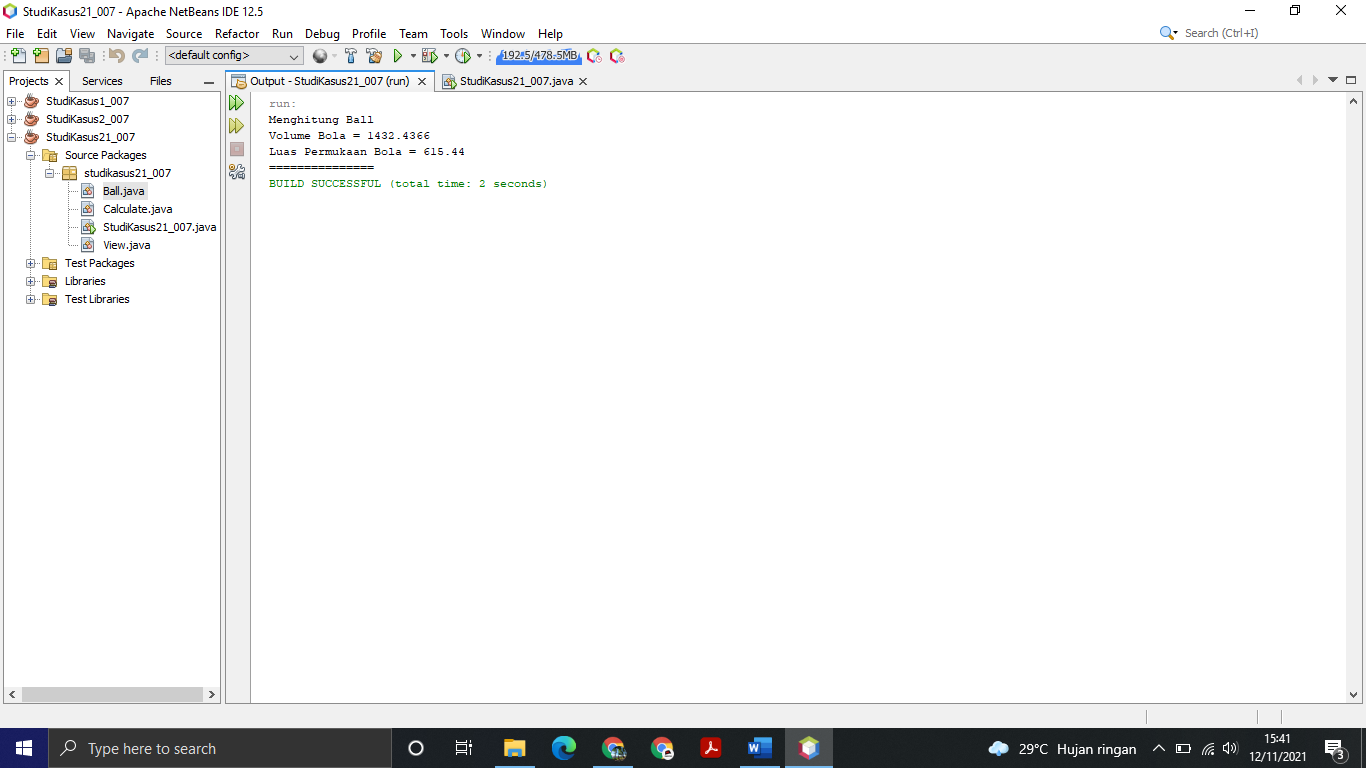 StudiKasus21_007 - Apache NetBeans IDE 12.5
File Edit View Navigate Source Refactor Run Debug Profile Team Tools Window Help
Search (Ctrl+I)
<default config>
192.5/478.5MB
Projects Services Files
Output - StudiKasus21_007 (run) StudiKasus21_007.java
StudiKasus1_007
StudiKasus2_007
StudiKasus21_007
Source Packages
studikasus21_007
Ball.java
Calculate.java
StudiKasus21_007.java
View.java
Test Packages
Libraries
Test Libraries
run:
Menghitung Ball
Volume Bola = 1432.4366
Luas Permukaan Bola = 615.44
===============
BUILD SUCCESSFUL (total time: 2 seconds)
Type here to search
29°C Hujan ringan
15:41
12/11/2021
3